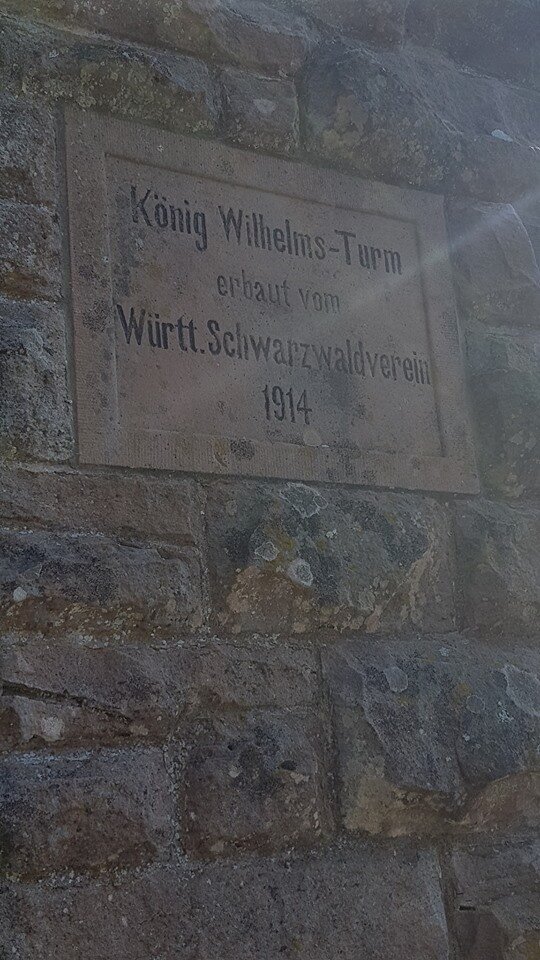 König Wilhelms-Turm
erbaut vom
Württ. Schwarzwaldverein
1914